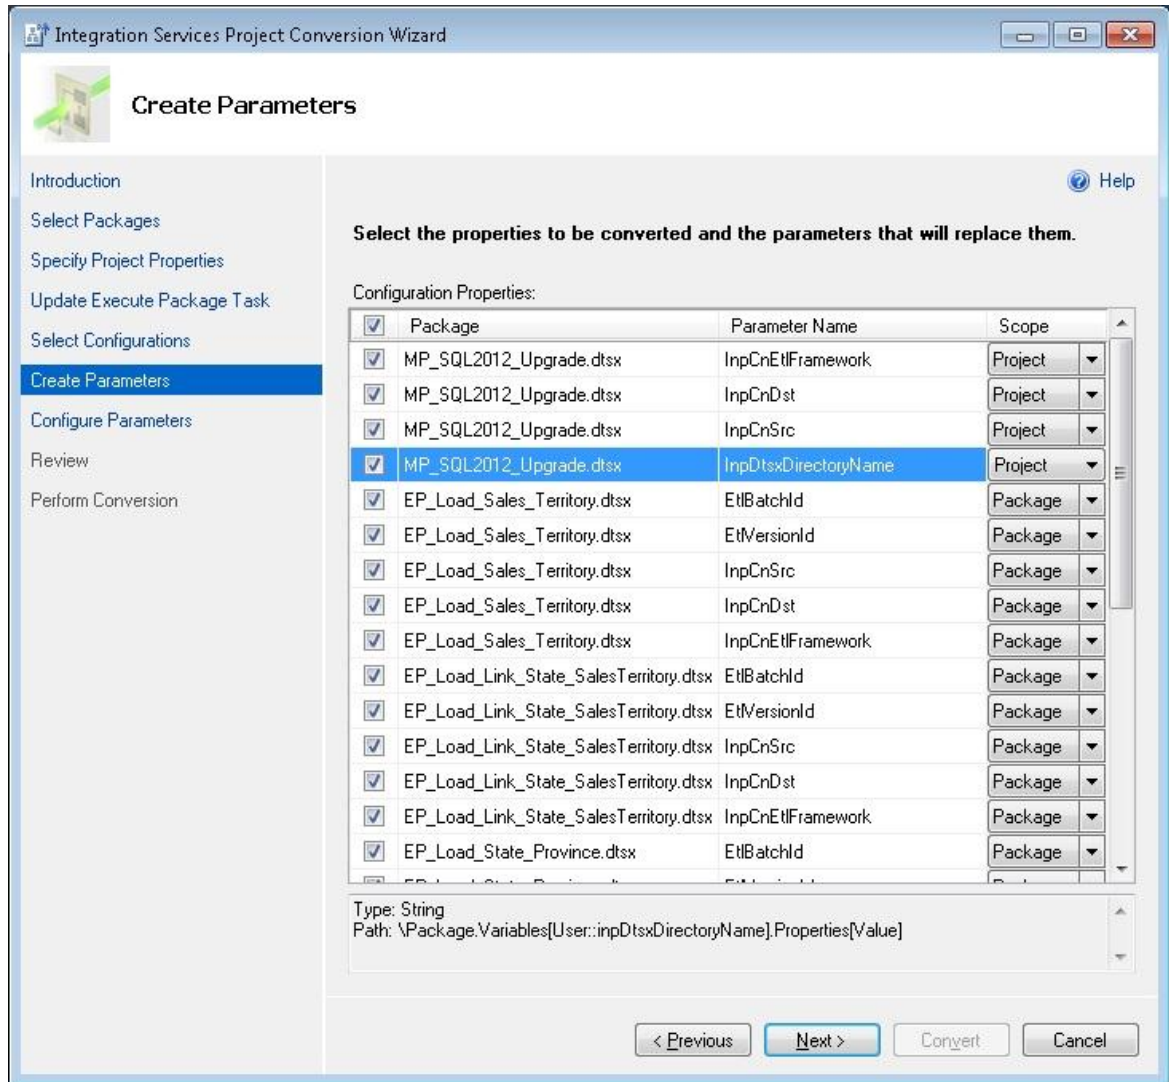 Integration Services Project Conversion Wizard
Create Parameters
Introduction
Select Packages
Specify Project Properties
Update Execute Package Task
Select Configurations
Create Parameters
Configure Parameters
Review
Perform Conversion
Help
Select the properties to be converted and the parameters that will replace them.
Configuration Properties:
Package Parameter Name Scope
MP_SQL2012_Upgrade.dtsx InpCnEtlFramework Project
MP_SQL2012_Upgrade.dtsx InpCnDst Project
MP_SQL2012_Upgrade.dtsx InpCnSrc Project
MP_SQL2012_Upgrade.dtsx InpDtsxDirectoryName Project
EP_Load_Sales_Territory.dtsx EtlBatchId Package
EP_Load_Sales_Territory.dtsx EtlVersionId Package
EP_Load_Sales_Territory.dtsx InpCnSrc Package
EP_Load_Sales_Territory.dtsx InpCnDst Package
EP_Load_Sales_Territory.dtsx InpCnEtlFramework Package
EP_Load_Link_State_SalesTerritory.dtsx EtlBatchId Package
EP_Load_Link_State_SalesTerritory.dtsx EtlVersionId Package
EP_Load_Link_State_SalesTerritory.dtsx InpCnSrc Package
EP_Load_Link_State_SalesTerritory.dtsx InpCnDst Package
EP_Load_Link_State_SalesTerritory.dtsx InpCnEtlFramework Package
EP_Load_State_Province.dtsx EtlBatchId Package
Type: String
Path: \Package.Variables[User::inpDtsxDirectoryName].Properties[Value]
< Previous Next > Convert Cancel